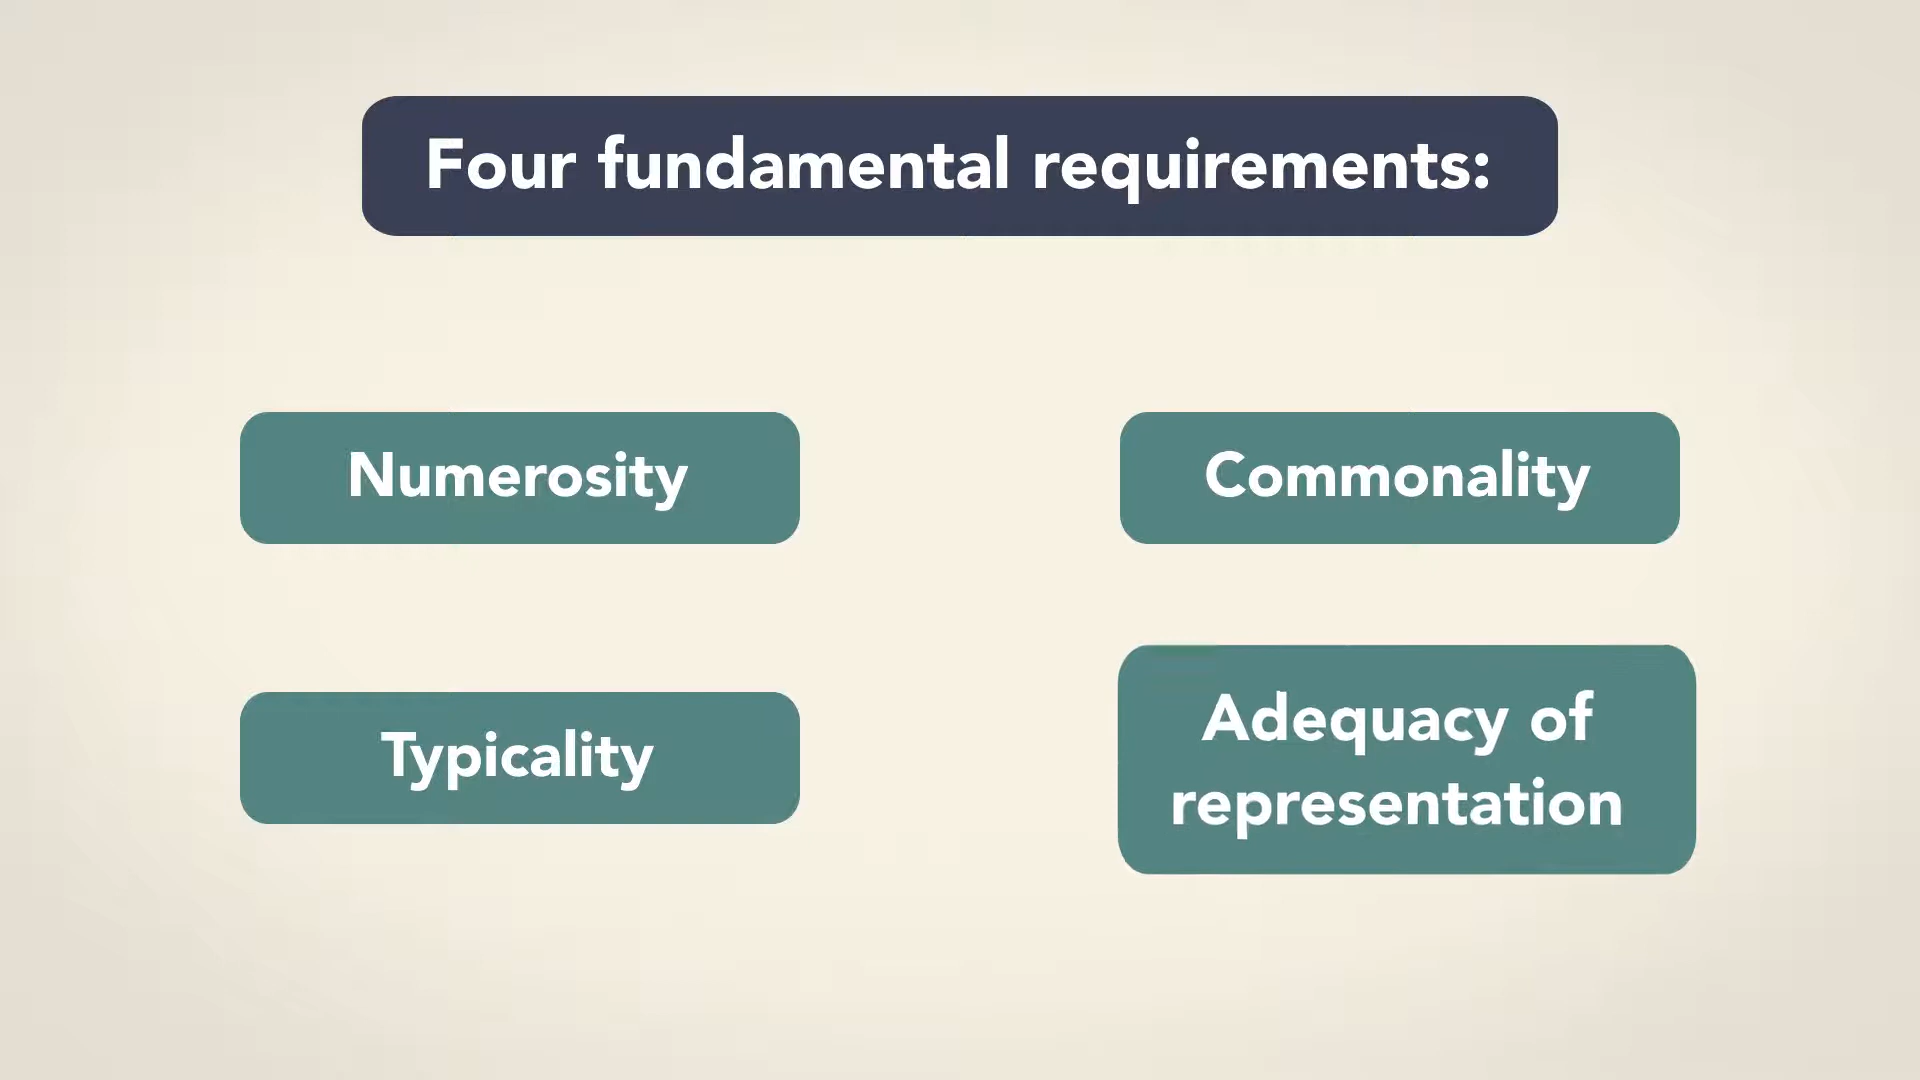 Four fundamental requirements:
Numerosity
Commonality
Typicality
Adequacy of
representation